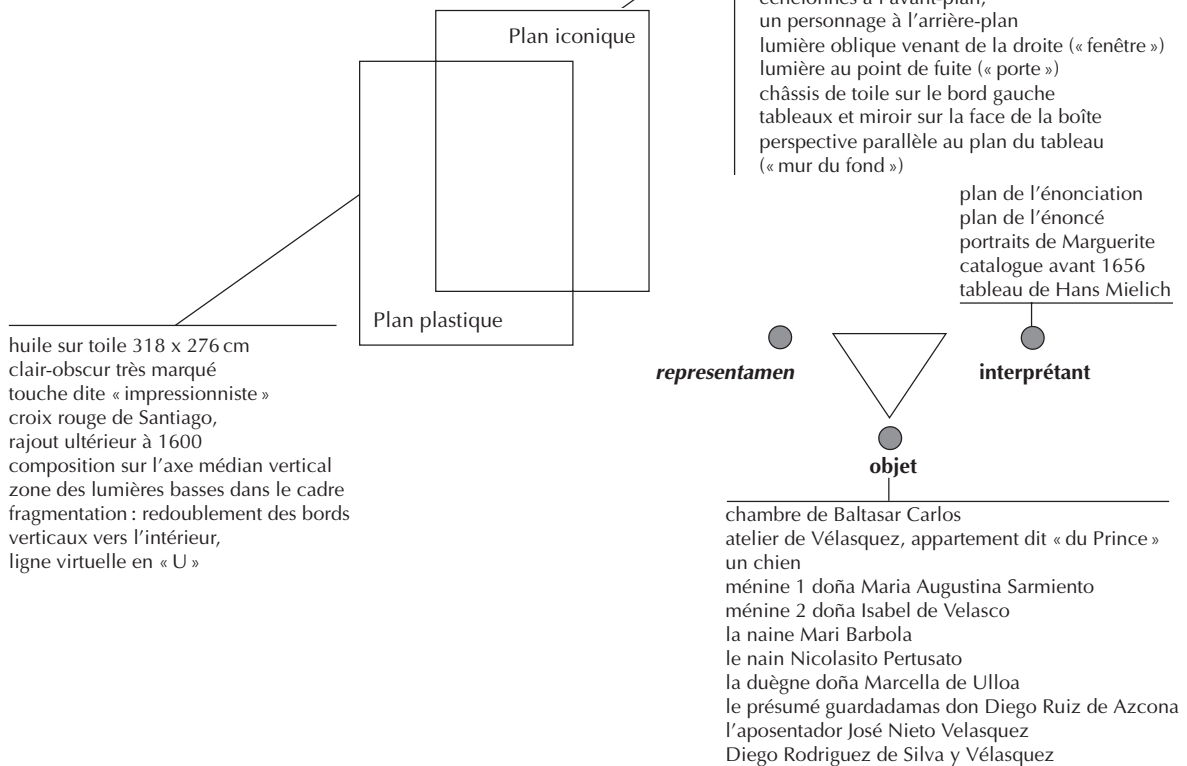 échelonnés à l'avant-plan,
un personnage à l'arrière-plan
lumière oblique venant de la droite (« fenêtre »)
lumière au point de fuite (« porte »)
châssis de toile sur le bord gauche
tableaux et miroir sur la face de la boîte
perspective parallèle au plan du tableau
(« mur du fond »)
Plan iconique
Plan plastique
huile sur toile 318 x 276 cm
clair-obscur très marqué
touche dite « impressionniste »
croix rouge de Santiago,
rajout ultérieur à 1600
composition sur l'axe médian vertical
zone des lumières basses dans le cadre
fragmentation : redoublement des bords
verticaux vers l'intérieur,
ligne virtuelle en « U »
plan de l'énonciation
plan de l'énoncé
portraits de Marguerite
catalogue avant 1656
tableau de Hans Mielich
representamen
interprétant
objet
chambre de Baltasar Carlos
atelier de Vélasquez, appartement dit « du Prince »
un chien
ménine 1 doña Maria Augustina Sarmiento
ménine 2 doña Isabel de Velasco
la naine Mari Barbola
le nain Nicolasito Pertusato
la duègne doña Marcella de Ulloa
le présumé guardadamas don Diego Ruiz de Azcona
l'aposentador José Nieto Velasquez
Diego Rodriguez de Silva y Vélasquez